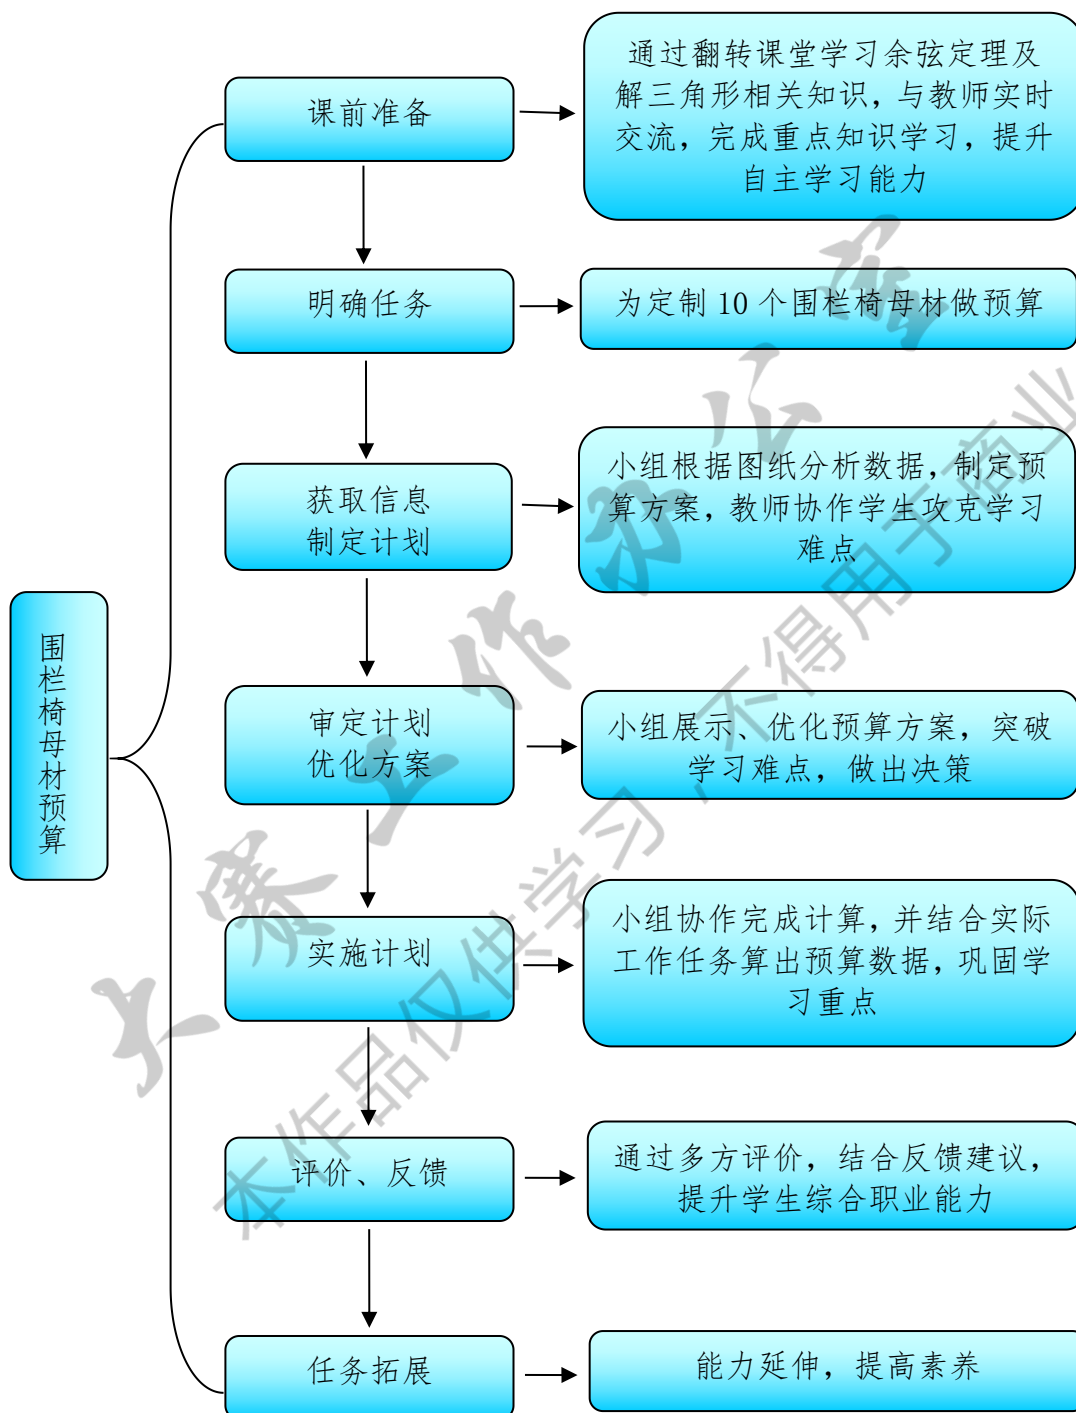 通过翻转课堂学习余弦定理及
解三角形相关知识，与教师实时
交流，完成重点知识学习，提升
自主学习能力
课前准备
明确任务
为定制 10 个围栏椅母材做预算
获取信息
制定计划
小组根据图纸分析数据，制定预
算方案，教师协作学生攻克学习
难点
围栏椅母材预算
审定计划
优化方案
小组展示、优化预算方案，突破
学习难点，做出决策
实施计划
小组协作完成计算，并结合实际
工作任务算出预算数据，巩固学
习重点
评价、反馈
通过多方评价，结合反馈建议，
提升学生综合职业能力
任务拓展
能力延伸，提高素养
大赛工作办公室
本作品仅供学习，不得用于商业